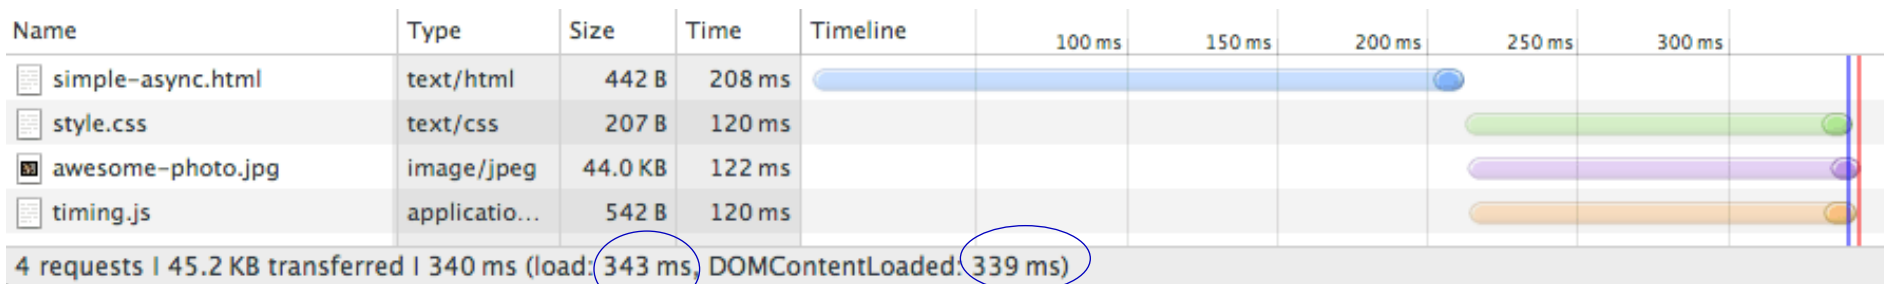 Name Type Size Time Timeline 100 ms 150 ms 200 ms 250 ms 300 ms
simple-async.html text/html 442 B 208 ms
style.css text/css 207 B 120 ms
awesome-photo.jpg image/jpeg 44.0 KB 122 ms
timing.js applicatio... 542 B 120 ms
4 requests | 45.2 KB transferred | 340 ms (load: 343 ms, DOMContentLoaded: 339 ms)